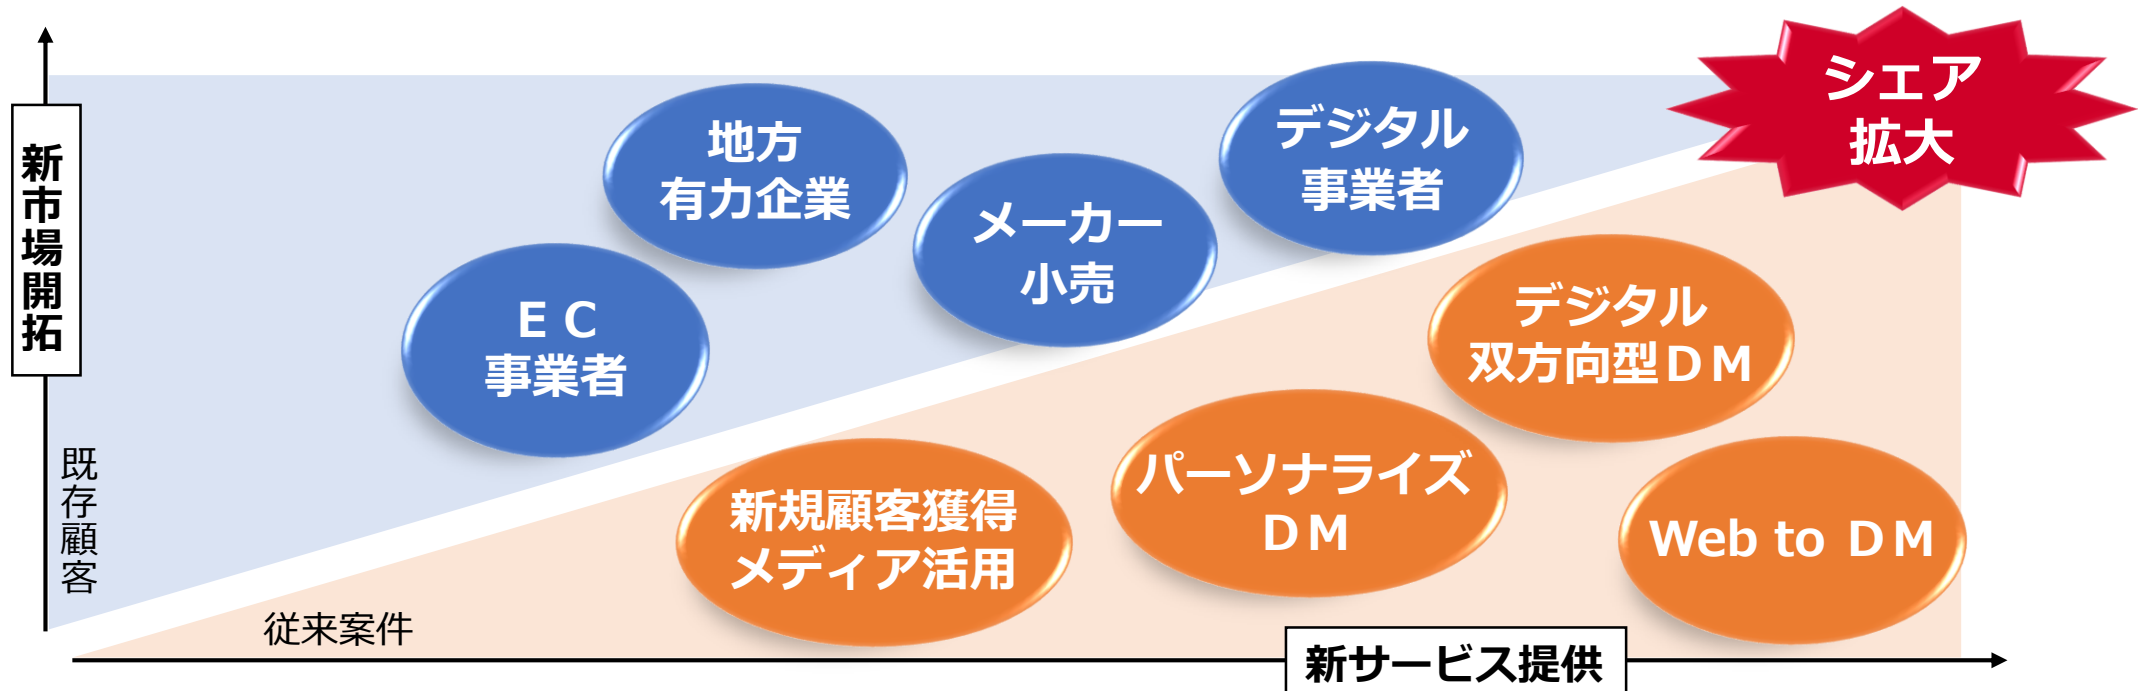 シェア
拡大
新市場開拓
地方
有力企業
デジタル
事業者
メーカー
小売
ＥＣ
事業者
デジタル
双方向型ＤＭ
パーソナライズ
ＤＭ
新規顧客獲得
メディア活用
Web to ＤＭ
既存顧客
従来案件
新サービス提供